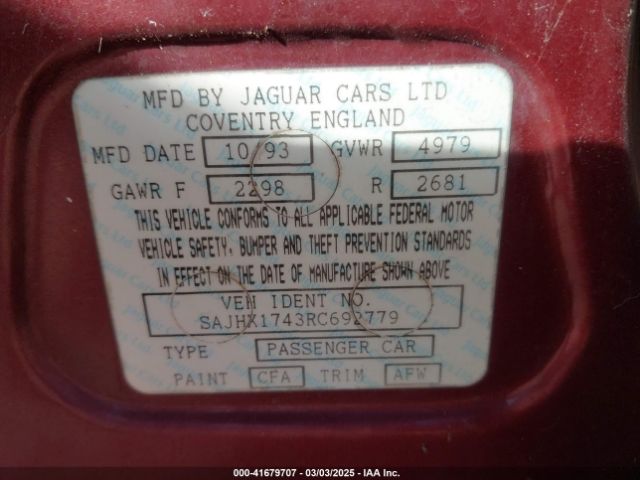 MFD BY JAGUAR CARS LTD
COVENTRY ENGLAND
MFD DATE 10/93 GVWR 4979
GAWR F 2298 R 2681
THIS VEHICLE CONFORMS TO ALL APPLICABLE FEDERAL MOTOR
VEHICLE SAFETY, BUMPER AND THEFT PREVENTION STANDARDS
IN EFFECT ON THE DATE OF MANUFACTURE SHOWN ABOVE
VEH IDENT NO.
SAJHX1743RC692779
TYPE PASSENGER CAR
PAINT CFA TRIM AFW
000-41679707 - 03/03/2025 - IAA Inc.